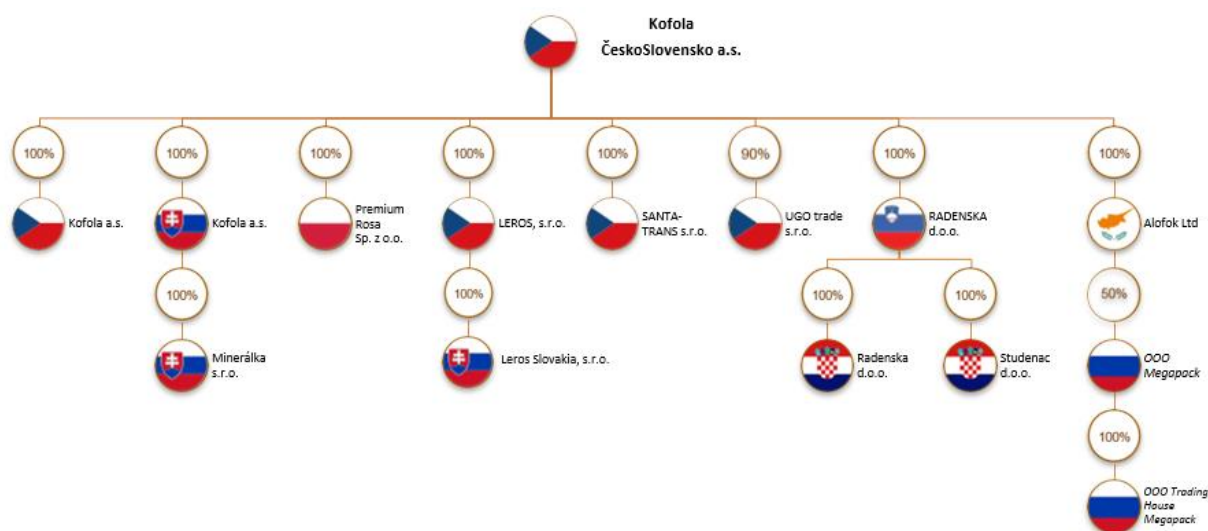 Kofola
ČeskoSlovensko a.s.
100%
100%
100%
100%
100%
90%
100%
100%
Kofola a.s.
Kofola a.s.
Premium
Rosa
Sp. z o.o.
LEROS, s.r.o.
SANTA-
TRANS s.r.o.
UGO trade
s.r.o.
RADENSKA
d.o.o.
Alofok Ltd
100%
100%
100%
100%
50%
Minerálka
s.r.o.
Leros Slovakia, s.r.o.
Radenska
d.o.o.
Studenac
d.o.o.
OOO
Megapack
100%
OOO Trading
House
Megapack